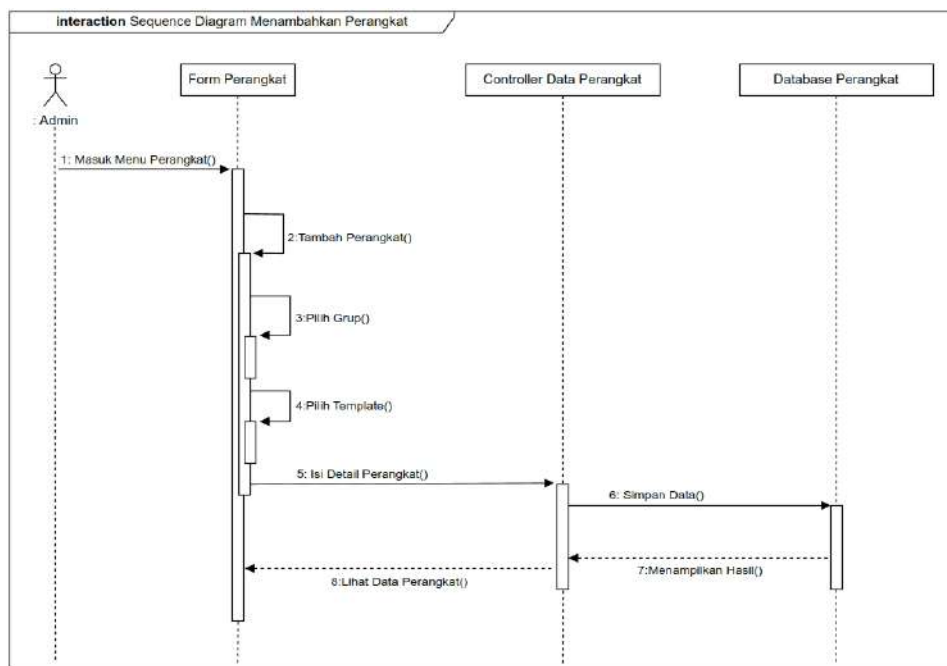 interaction Sequence Diagram Menambahkan Perangkat
Form Perangkat
Controller Data Perangkat
Database Perangkat
: Admin
1: Masuk Menu Perangkat()
2:Tambah Perangkat()
3:Pilih Grup()
4:Pilih Template()
5: Isi Detail Perangkat()
6: Simpan Data()
7:Menampilkan Hasil()
8:Lihat Data Perangkat()